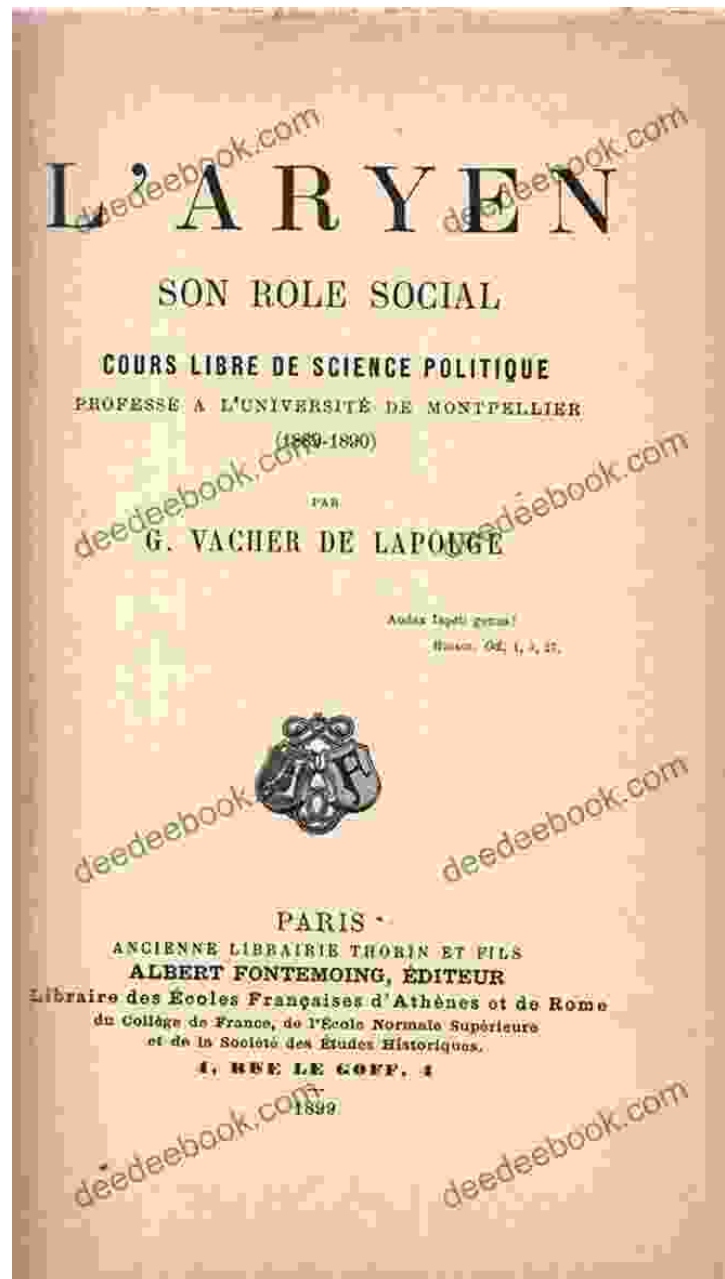 L'ARYEN
SON ROLE SOCIAL
COURS LIBRE DE SCIENCE POLITIQUE
PROFESSÉ A L'UNIVERSITÉ DE MONTPELLIER
(1889-1890)
PAR
G. VACHER DE LAPOUGE
Audax Iapeti genus!
Od. 1, 3, 27.
PARIS
ANCIENNE LIBRAIRIE THORIN ET FILS
ALBERT FONTEMOING, ÉDITEUR
Libraire des Écoles Françaises d'Athènes et de Rome
du Collège de France, de l'École Normale Supérieure
et de la Société des Études Historiques.
4, RUE LE GOFF, 4
1899
deedeebook.com
deedeebook.com
deedeebook.com
deedeebook.com
deedeebook.com
deedeebook.com
deedeebook.com
deedeebook.com